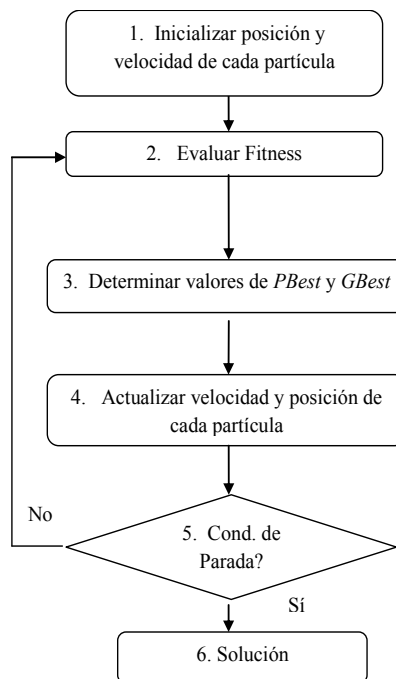 1. Inicializar posición y
velocidad de cada partícula
2. Evaluar Fitness
3. Determinar valores de PBest y GBest
4. Actualizar velocidad y posición de
cada partícula
No
5. Cond. de
Parada?
Sí
6. Solución